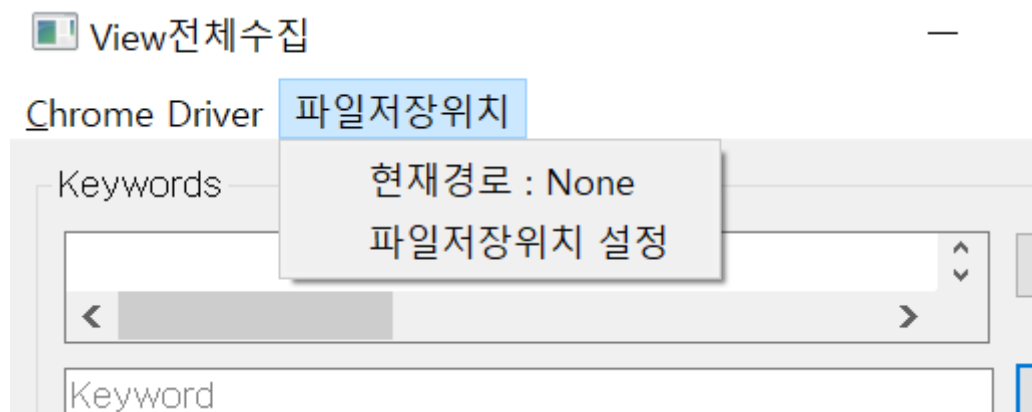 View전체수집
Chrome Driver 파일저장위치
현재경로 : None
파일저장위치 설정
Keywords
Keyword